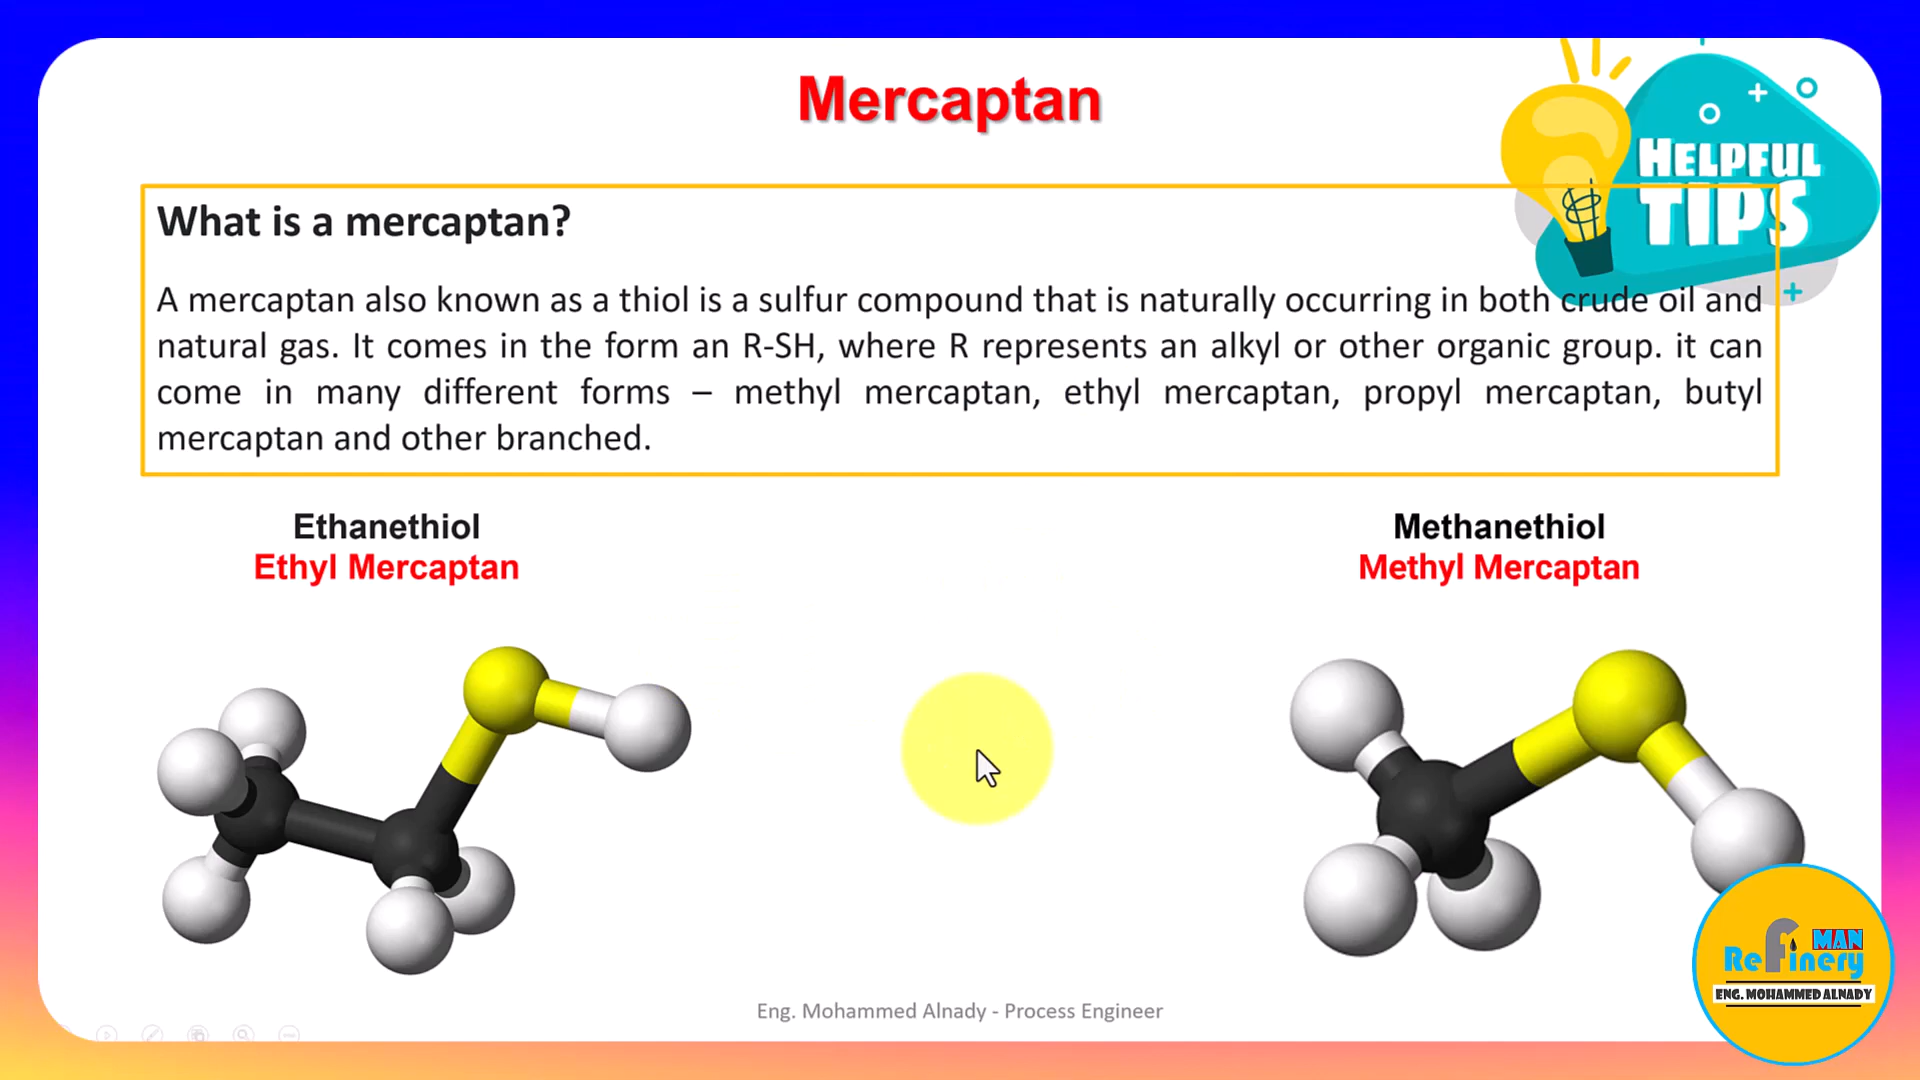 Mercaptan
HELPFUL
TIPS
What is a mercaptan?
A mercaptan also known as a thiol is a sulfur compound that is naturally occurring in both crude oil and
natural gas. It comes in the form an R-SH, where R represents an alkyl or other organic group. it can
come in many different forms – methyl mercaptan, ethyl mercaptan, propyl mercaptan, butyl
mercaptan and other branched.
Ethanethiol
Ethyl Mercaptan
Methanethiol
Methyl Mercaptan
Eng. Mohammed Alnady - Process Engineer
MAN
Refinery
ENG. MOHAMMED ALNADY